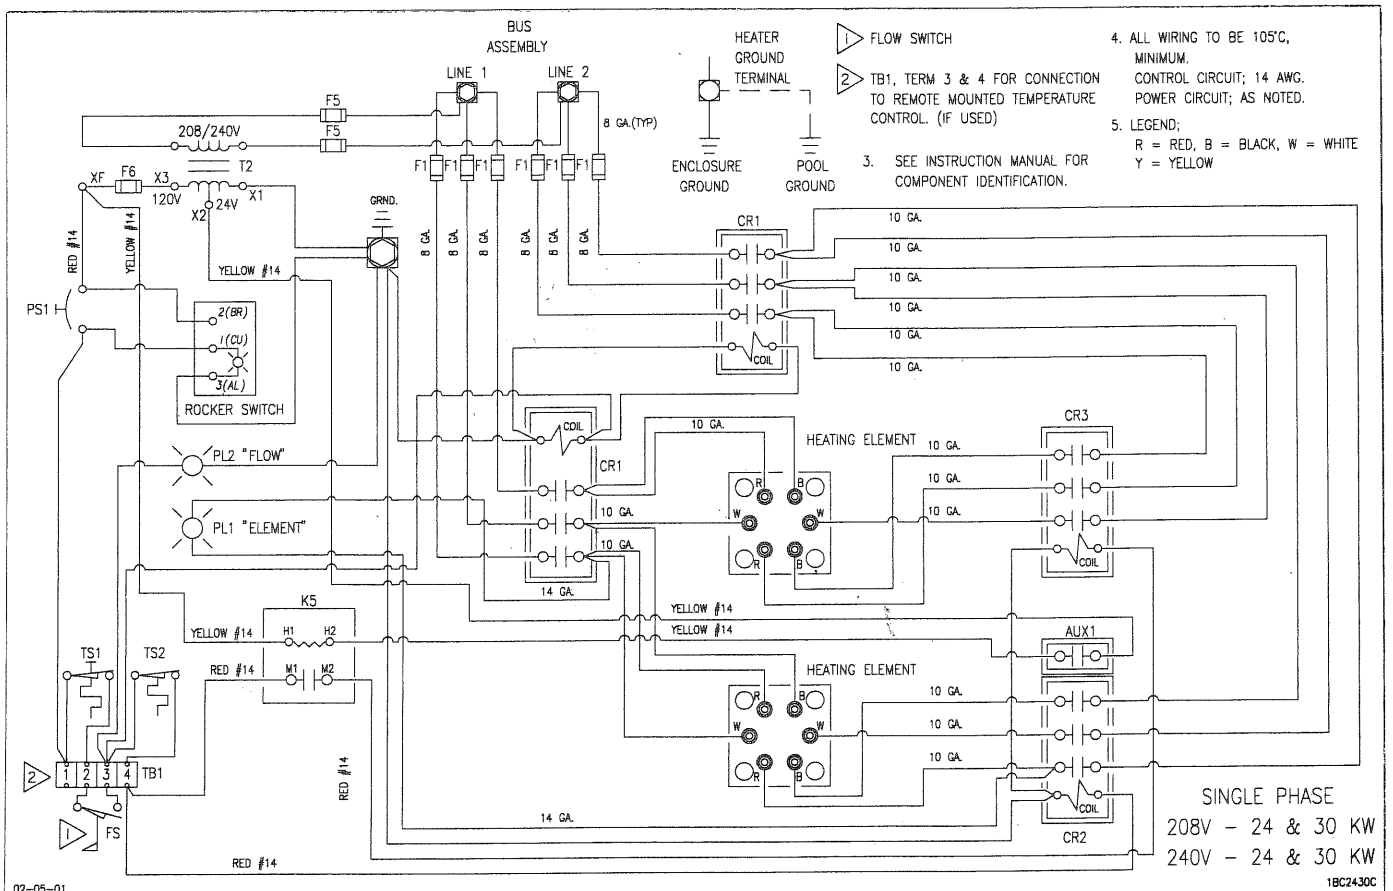 BUS
ASSEMBLY
LINE 1
LINE 2
HEATER
GROUND
TERMINAL
ENCLOSURE
GROUND
POOL
GROUND
1
FLOW SWITCH
2
TB1, TERM 3 & 4 FOR CONNECTION
TO REMOTE MOUNTED TEMPERATURE
CONTROL. (IF USED)
3. SEE INSTRUCTION MANUAL FOR
COMPONENT IDENTIFICATION.
4. ALL WIRING TO BE 105°C,
MINIMUM.
CONTROL CIRCUIT; 14 AWG.
POWER CIRCUIT; AS NOTED.
5. LEGEND;
R = RED, B = BLACK, W = WHITE
Y = YELLOW
F5
F5
208/240V
T2
8 GA.(TYP)
F1
F1
F1
F1
F1
F1
XF
F6
X3
120V
X2
24V
X1
GRND.
RED #14
YELLOW #14
YELLOW #14
8 GA.
8 GA.
8 GA.
8 GA.
8 GA.
8 GA.
CR1
COIL
10 GA.
10 GA.
10 GA.
10 GA.
10 GA.
10 GA.
PS1
2(BR)
1(CU)
3(AL)
ROCKER SWITCH
PL2 "FLOW"
PL1 "ELEMENT"
COIL
CR1
10 GA.
10 GA.
10 GA.
14 GA.
HEATING ELEMENT
R
B
W
W
R
B
10 GA.
10 GA.
10 GA.
CR3
COIL
K5
H1
H2
M1
M2
YELLOW #14
RED #14
YELLOW #14
YELLOW #14
AUX1
HEATING ELEMENT
R
B
W
W
R
B
10 GA.
10 GA.
10 GA.
COIL
CR2
TS1
TS2
2
1
2
3
4
TB1
1
FS
RED #14
14 GA.
RED #14
SINGLE PHASE
208V - 24 & 30 KW
240V - 24 & 30 KW
02-05-01
1BC2430C